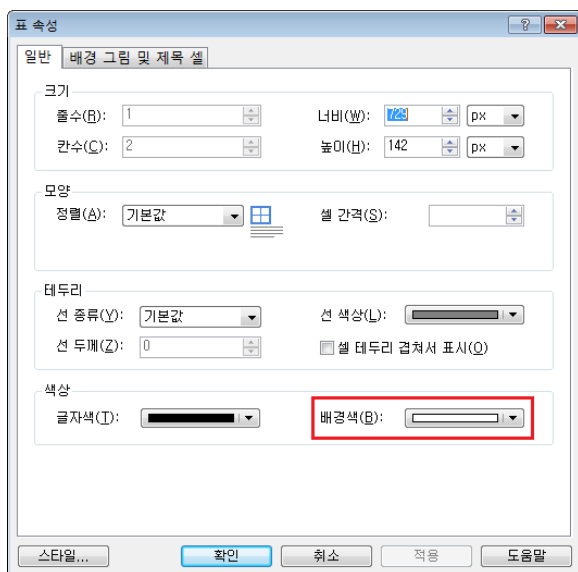 표 속성
일반 배경 그림 및 제목 셀
크기
줄수(R): 1 너비(W): 729 px
칸수(C): 2 높이(H): 142 px
모양
정렬(A): 기본값 셀 간격(S):
테두리
선 종류(Y): 기본값 선 색상(L):
선 두께(Z): 0 셀 테두리 겹쳐서 표시(O)
색상
글자색(T): 배경색(B):
스타일... 확인 취소 적용 도움말